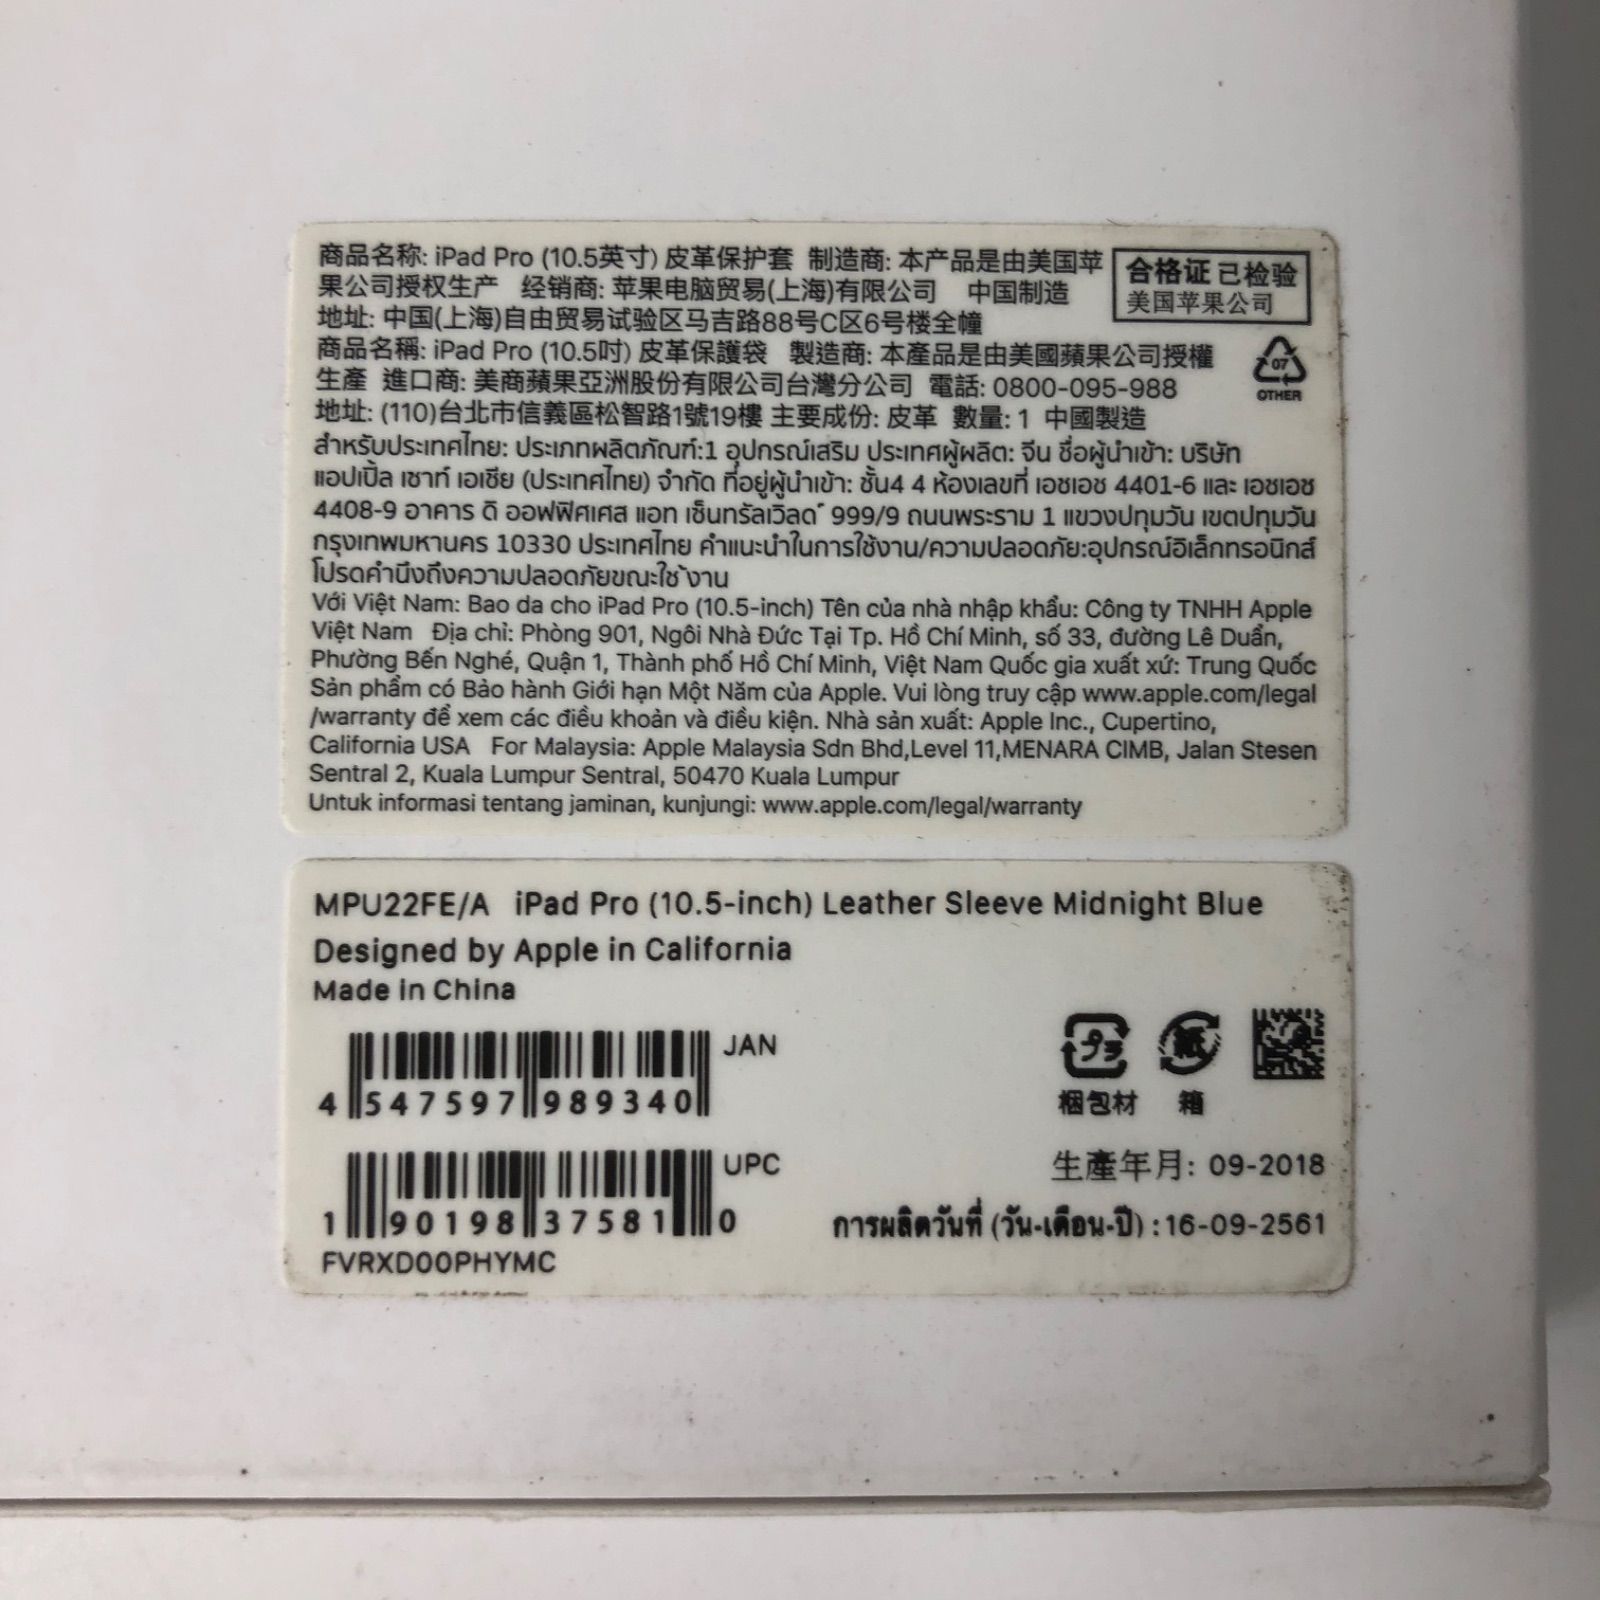 商品名称: iPad Pro (10.5英寸) 皮革保护套 制造商: 本产品是由美国苹
果公司授权生产 经销商: 苹果电脑贸易(上海)有限公司 中国制造
地址: 中国(上海)自由贸易试验区马吉路88号C区6号楼全幢
合格证 已检验
美国苹果公司
商品名稱: iPad Pro (10.5吋) 皮革保護袋 製造商: 本產品是由美國蘋果公司授權
生產 進口商: 美商蘋果亞洲股份有限公司台灣分公司 電話: 0800-095-988
地址: (110)台北市信義區松智路1號19樓 主要成份: 皮革 數量: 1 中國製造
07
OTHER
สำหรับประเทศไทย: ประเภทผลิตภัณฑ์:1 อุปกรณ์เสริม ประเทศผู้ผลิต: จีน ชื่อผู้นำเข้า: บริษัท
แอปเปิ้ล เซาท์ เอเชีย (ประเทศไทย) จำกัด ที่อยู่ผู้นำเข้า: ชั้น4 4 ห้องเลขที่ เอชเอช 4401-6 และ เอชเอช
4408-9 อาคาร ดิ ออฟฟิศเศส แอท เซ็นทรัลเวิลด์ 999/9 ถนนพระราม 1 แขวงปทุมวัน เขตปทุมวัน
กรุงเทพมหานคร 10330 ประเทศไทย คำแนะนำในการใช้งาน/ความปลอดภัย:อุปกรณ์อิเล็กทรอนิกส์
โปรดคำนึงถึงความปลอดภัยขณะใช้งาน
Với Việt Nam: Bao da cho iPad Pro (10.5-inch) Tên của nhà nhập khẩu: Công ty TNHH Apple
Việt Nam Địa chỉ: Phòng 901, Ngôi Nhà Đức Tại Tp. Hồ Chí Minh, số 33, đường Lê Duẩn,
Phường Bến Nghé, Quận 1, Thành phố Hồ Chí Minh, Việt Nam Quốc gia xuất xứ: Trung Quốc
Sản phẩm có Bảo hành Giới hạn Một Năm của Apple. Vui lòng truy cập www.apple.com/legal
/warranty để xem các điều khoản và điều kiện. Nhà sản xuất: Apple Inc., Cupertino,
California USA For Malaysia: Apple Malaysia Sdn Bhd,Level 11,MENARA CIMB, Jalan Stesen
Sentral 2, Kuala Lumpur Sentral, 50470 Kuala Lumpur
Untuk informasi tentang jaminan, kunjungi: www.apple.com/legal/warranty
MPU22FE/A iPad Pro (10.5-inch) Leather Sleeve Midnight Blue
Designed by Apple in California
Made in China
JAN
4 547597 989340
プラ
紙
梱包材 箱
UPC
1 90198 37581 0
生產年月: 09-2018
การผลิตวันที่ (วัน-เดือน-ปี) :16-09-2561
FVRXD00PHYMC